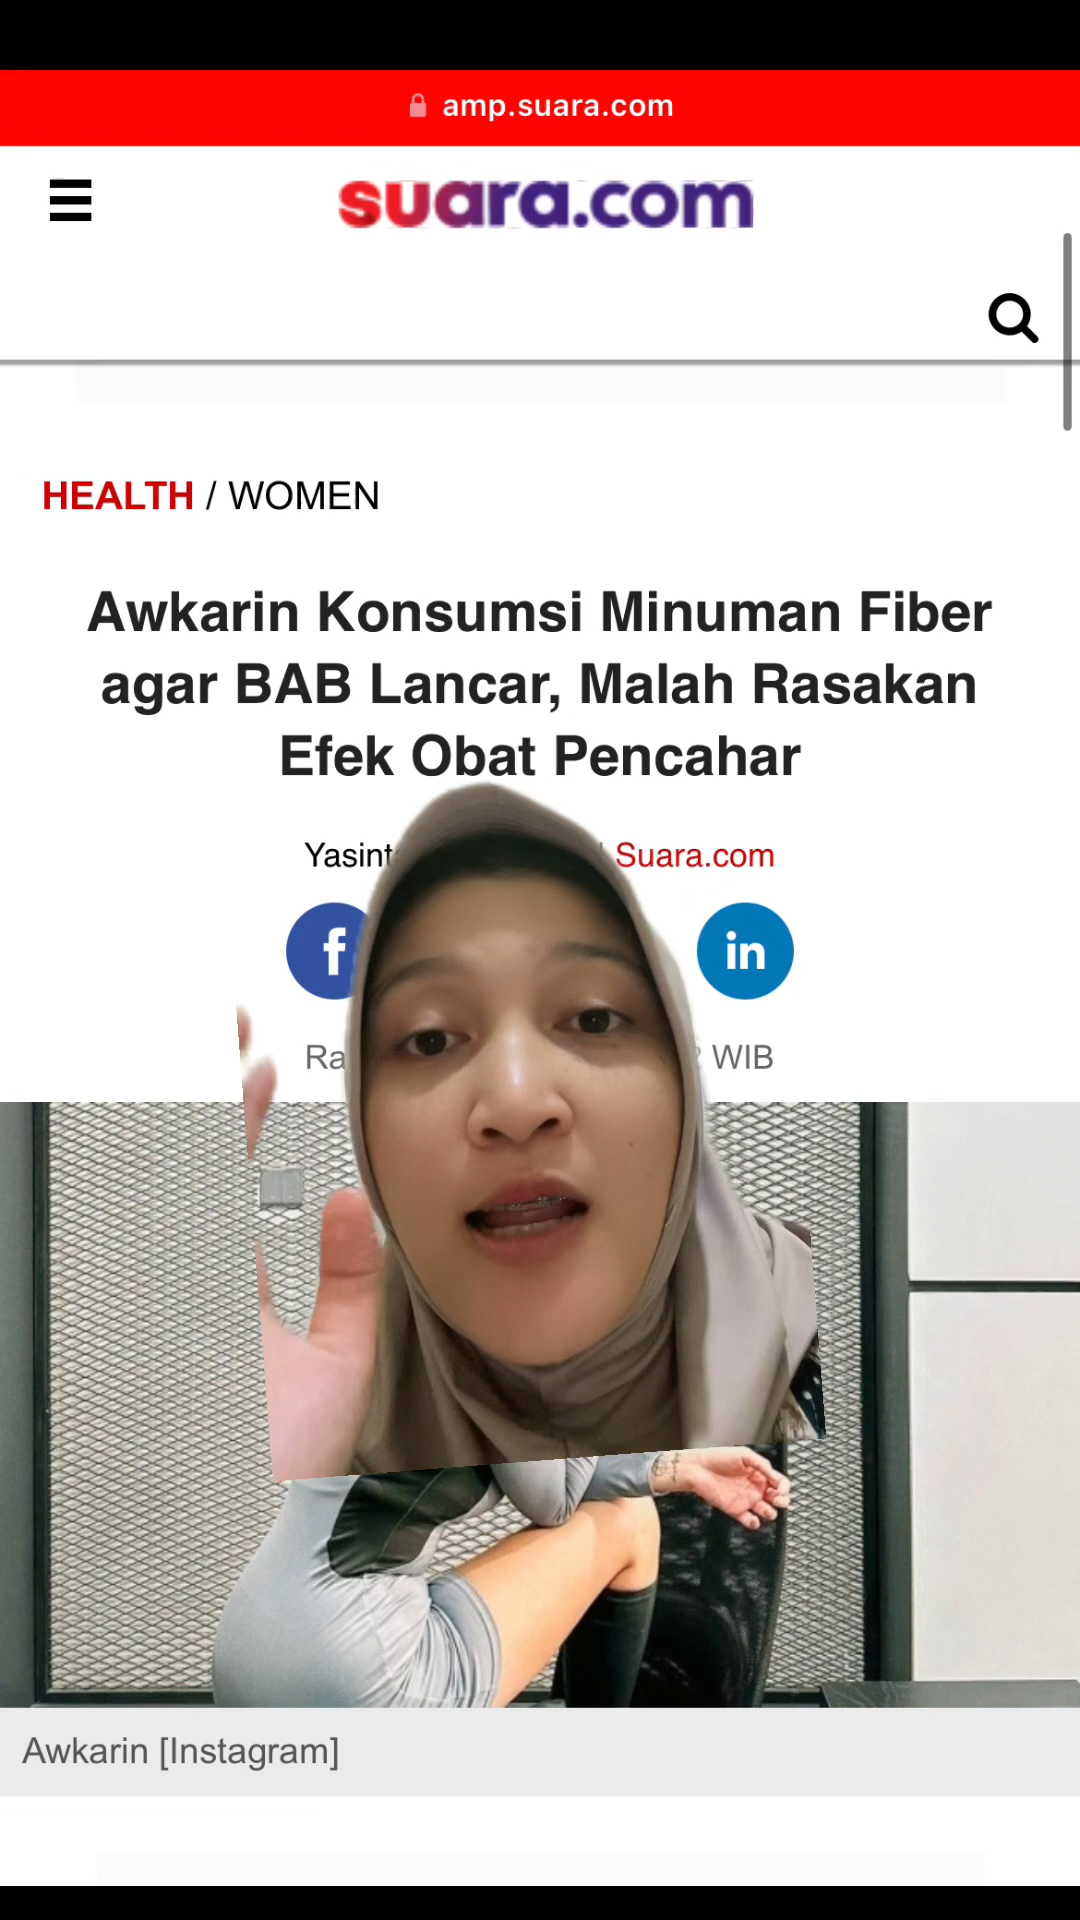 amp.suara.com
suara.com
HEALTH / WOMEN
Awkarin Konsumsi Minuman Fiber
agar BAB Lancar, Malah Rasakan
Efek Obat Pencahar
Suara.com
f in
WIB
Awkarin [Instagram]